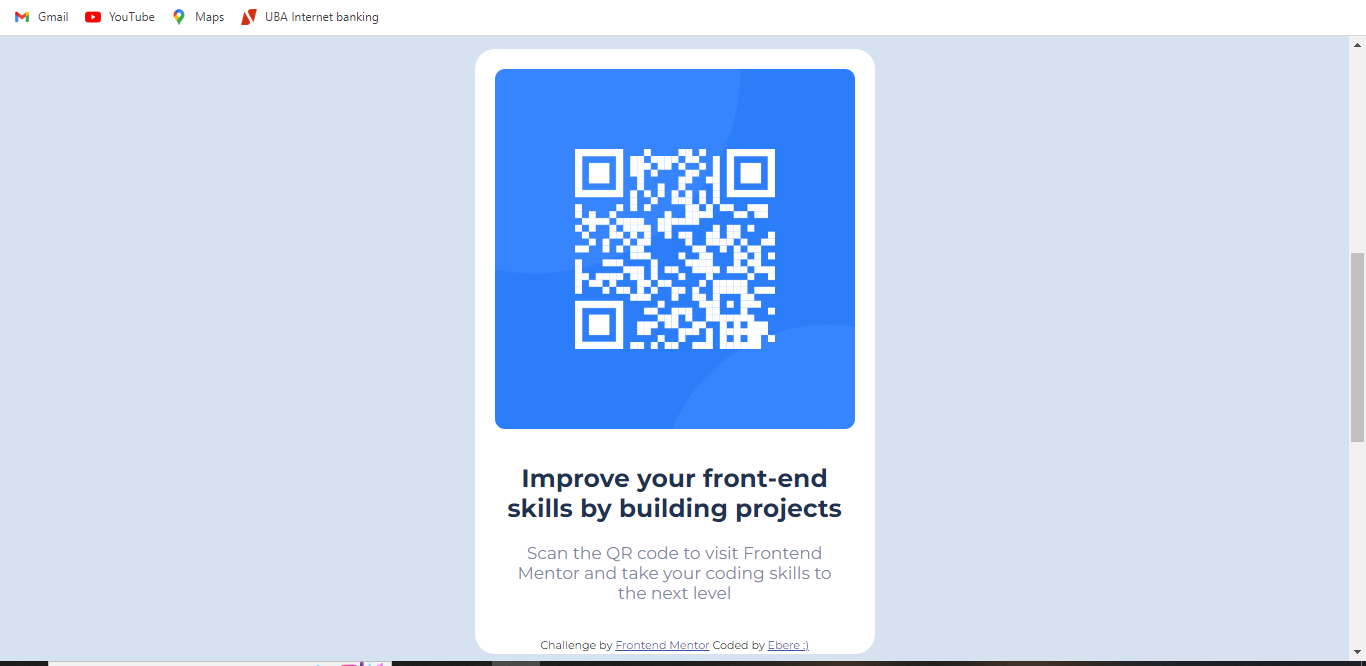 Gmail YouTube Maps UBA Internet banking
Improve your front-end
skills by building projects
Scan the QR code to visit Frontend
Mentor and take your coding skills to
the next level
Challenge by Frontend Mentor Coded by Ebere :)